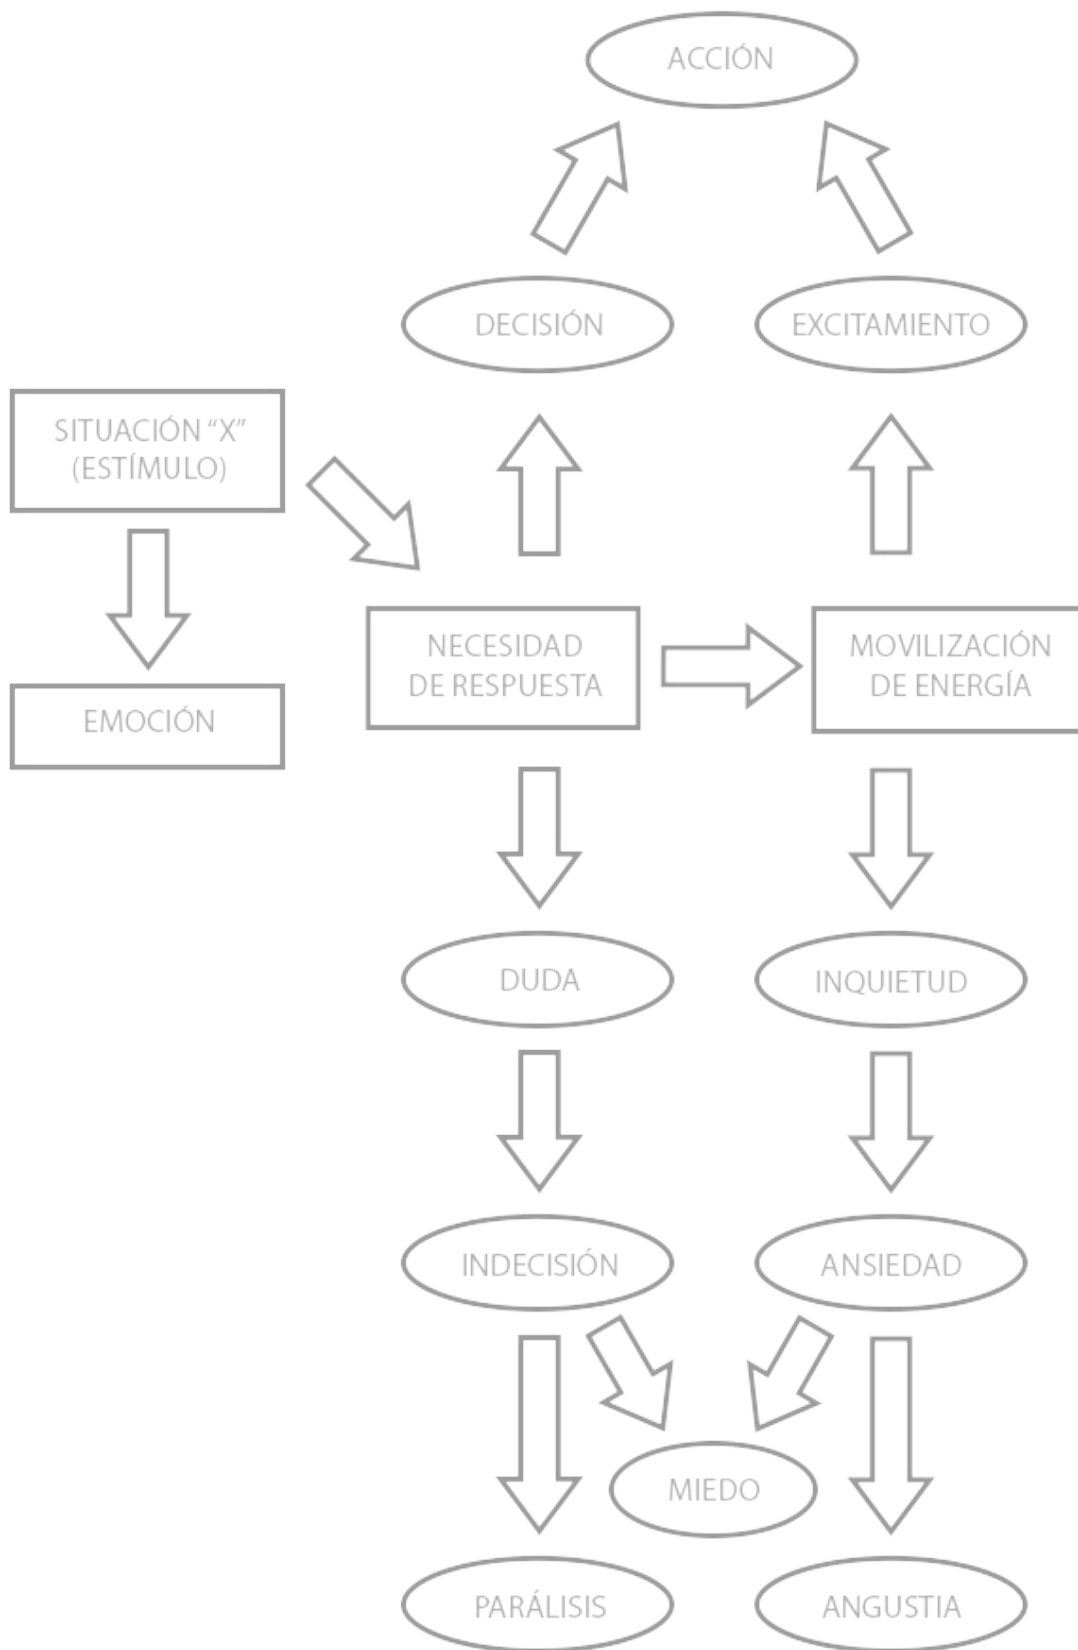 ACCIÓN
DECISIÓN
EXCITAMIENTO
SITUACIÓN “X”
(ESTÍMULO)
NECESIDAD
DE RESPUESTA
MOVILIZACIÓN
DE ENERGÍA
EMOCIÓN
DUDA
INQUIETUD
INDECISIÓN
ANSIEDAD
MIEDO
PARÁLISIS
ANGUSTIA